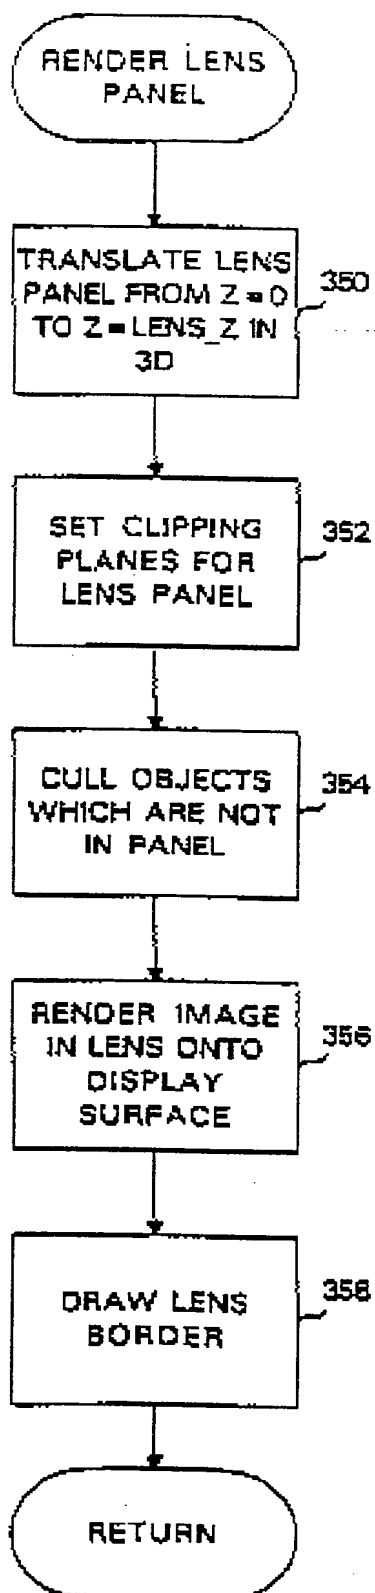 RENDER LENS
PANEL
TRANSLATE LENS
PANEL FROM Z = 0
TO Z = LENS_Z IN
3D
350
SET CLIPPING
PLANES FOR
LENS PANEL
352
CULL OBJECTS
WHICH ARE NOT
IN PANEL
354
RENDER IMAGE
IN LENS ONTO
DISPLAY
SURFACE
356
DRAW LENS
BORDER
358
RETURN